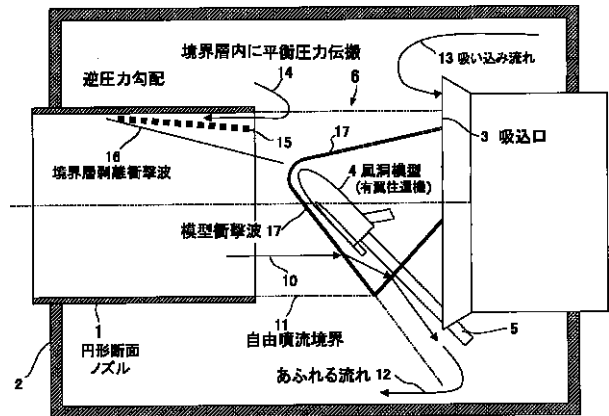 境界層内に平衡圧力伝搬
13 吸い込み流れ
逆圧力勾配
14
6
15
17
3 吸込口
16
境界層剥離衝撃波
4 風洞模型
(有翼往還機)
模型衝撃波 17
10
11
自由噴流境界
1
円形断面
ノズル
2
5
あふれる流れ 12